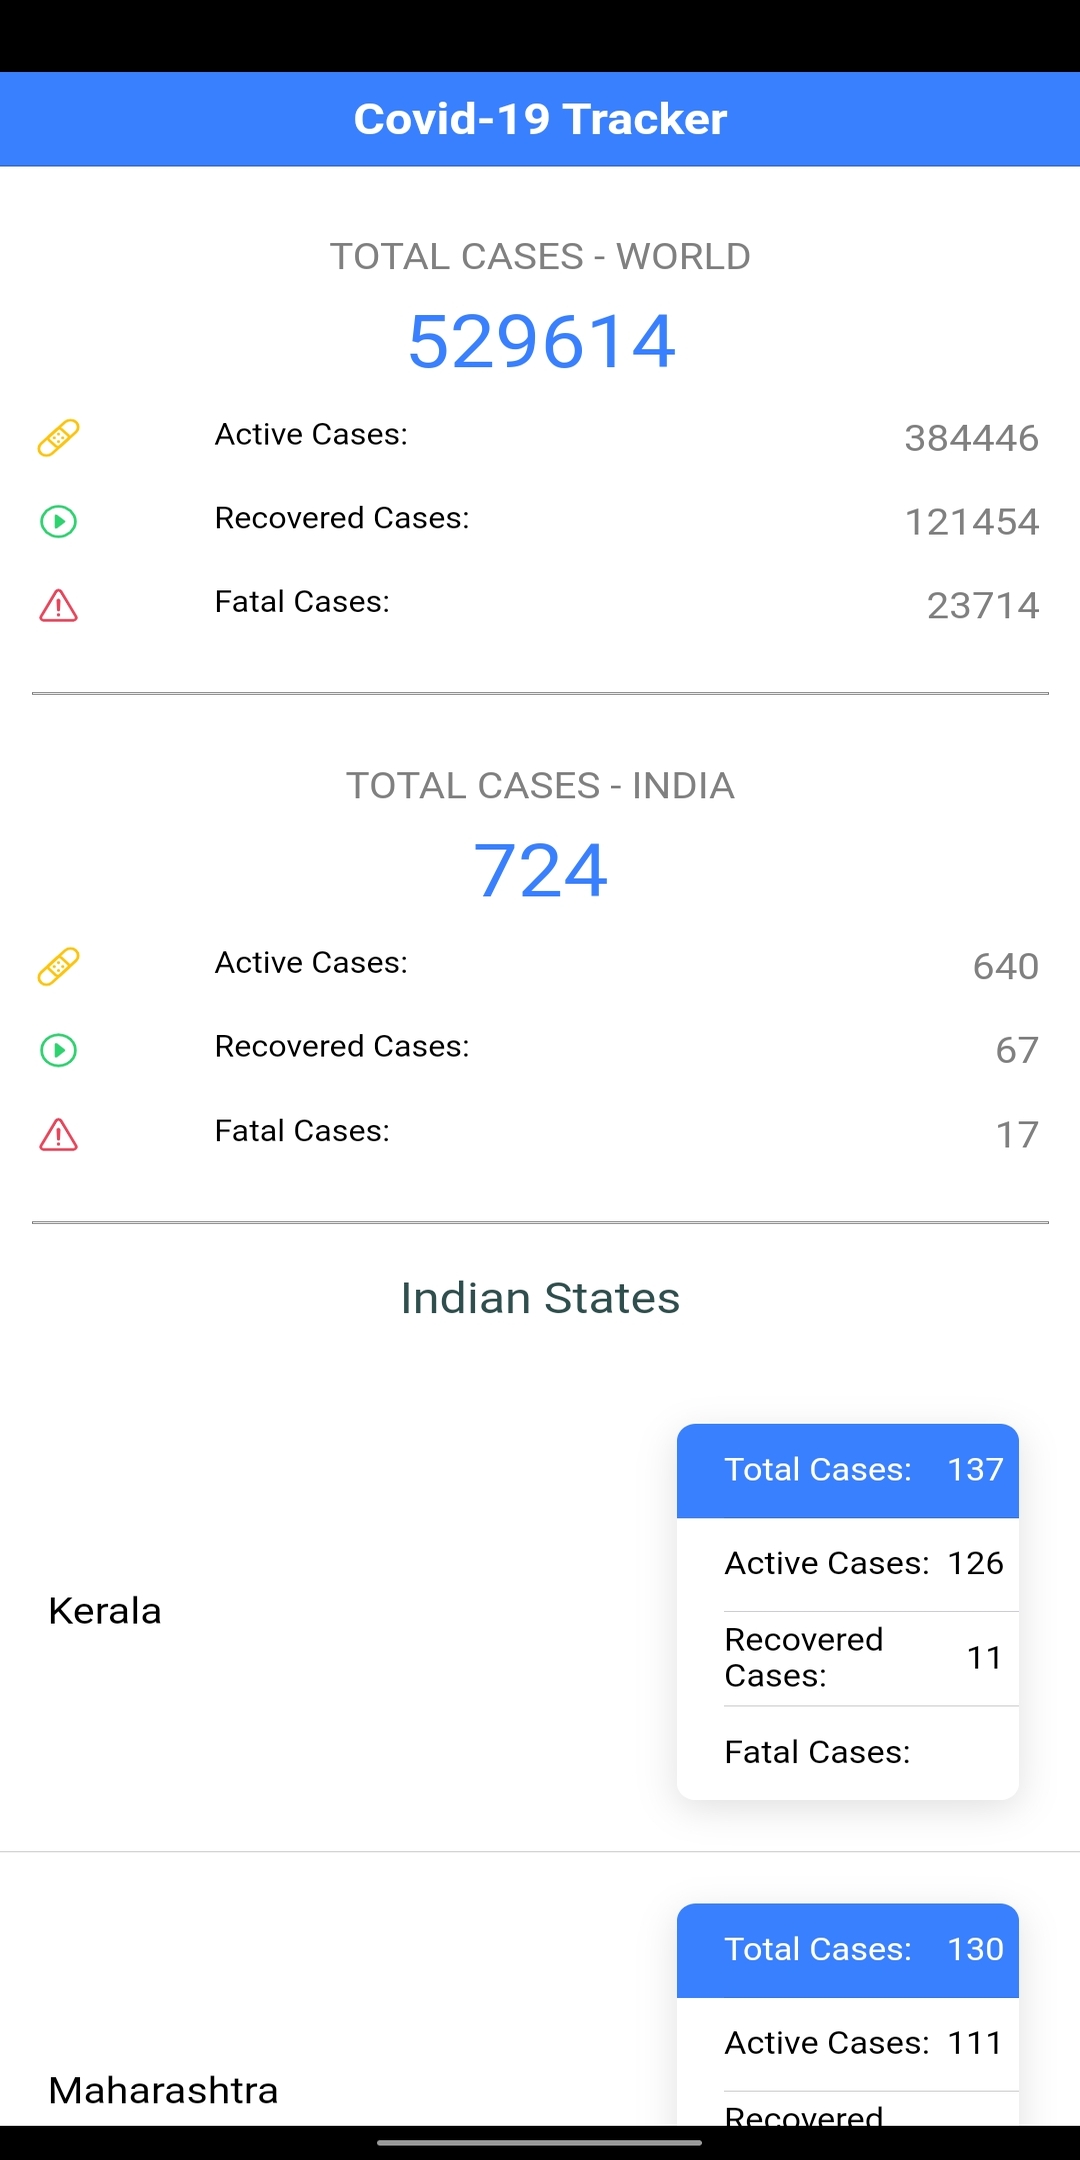 Covid-19 Tracker
TOTAL CASES - WORLD
529614
Active Cases: 384446
Recovered Cases: 121454
Fatal Cases: 23714
TOTAL CASES - INDIA
724
Active Cases: 640
Recovered Cases: 67
Fatal Cases: 17
Indian States
Kerala
Total Cases: 137
Active Cases: 126
Recovered
Cases: 11
Fatal Cases:
Maharashtra
Total Cases: 130
Active Cases: 111
Recovered